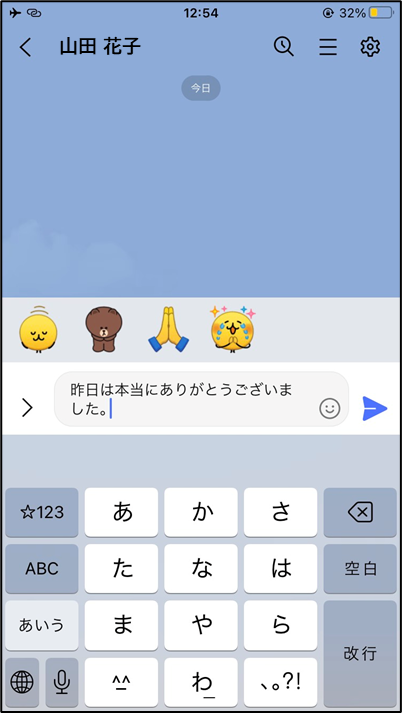 12:54
32%
山田 花子
今日
昨日は本当にありがとうございま
した。
☆123
あ
か
さ
ABC
た
な
は
空白
あいう
ま
や
ら
改行
^_^
わ_
、。?!